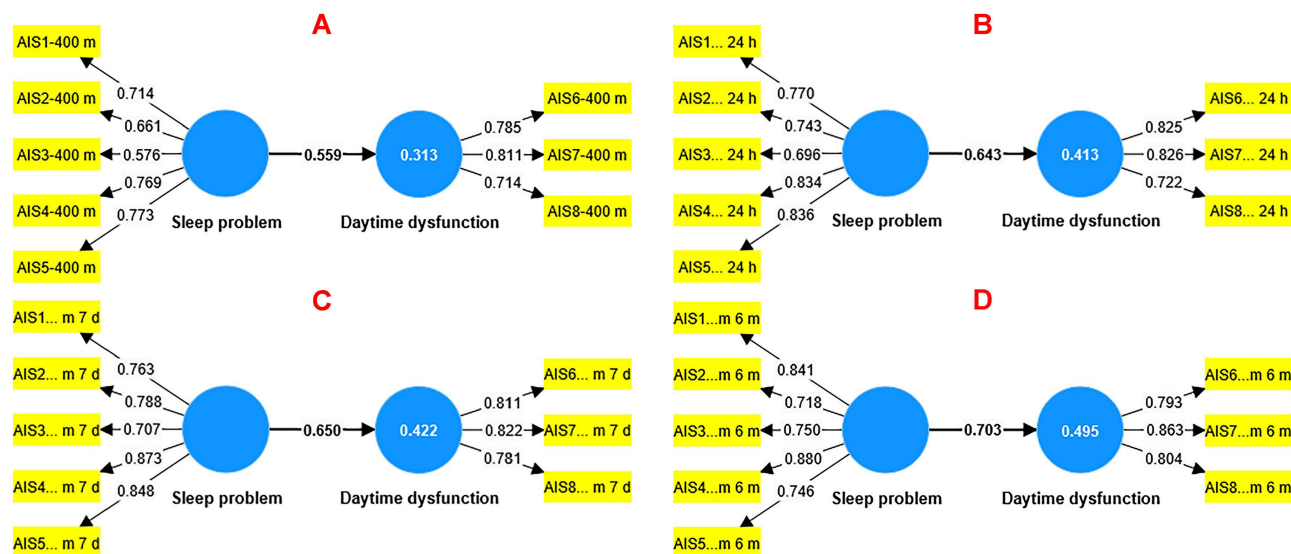 A
AIS1-400 m
AIS2-400 m
AIS3-400 m
AIS4-400 m
AIS5-400 m
0.714
0.661
0.576
0.769
0.773
Sleep problem
0.559
0.313
Daytime dysfunction
0.785
0.811
0.714
AIS6-400 m
AIS7-400 m
AIS8-400 m
B
AIS1... 24 h
AIS2... 24 h
AIS3... 24 h
AIS4... 24 h
AIS5... 24 h
0.770
0.743
0.696
0.834
0.836
Sleep problem
0.643
0.413
Daytime dysfunction
0.825
0.826
0.722
AIS6... 24 h
AIS7... 24 h
AIS8... 24 h
C
AIS1... m 7 d
AIS2... m 7 d
AIS3... m 7 d
AIS4... m 7 d
AIS5... m 7 d
0.763
0.788
0.707
0.873
0.848
Sleep problem
0.650
0.422
Daytime dysfunction
0.811
0.822
0.781
AIS6... m 7 d
AIS7... m 7 d
AIS8... m 7 d
D
AIS1...m 6 m
AIS2...m 6 m
AIS3...m 6 m
AIS4...m 6 m
AIS5...m 6 m
0.841
0.718
0.750
0.880
0.746
Sleep problem
0.703
0.495
Daytime dysfunction
0.793
0.863
0.804
AIS6...m 6 m
AIS7...m 6 m
AIS8...m 6 m